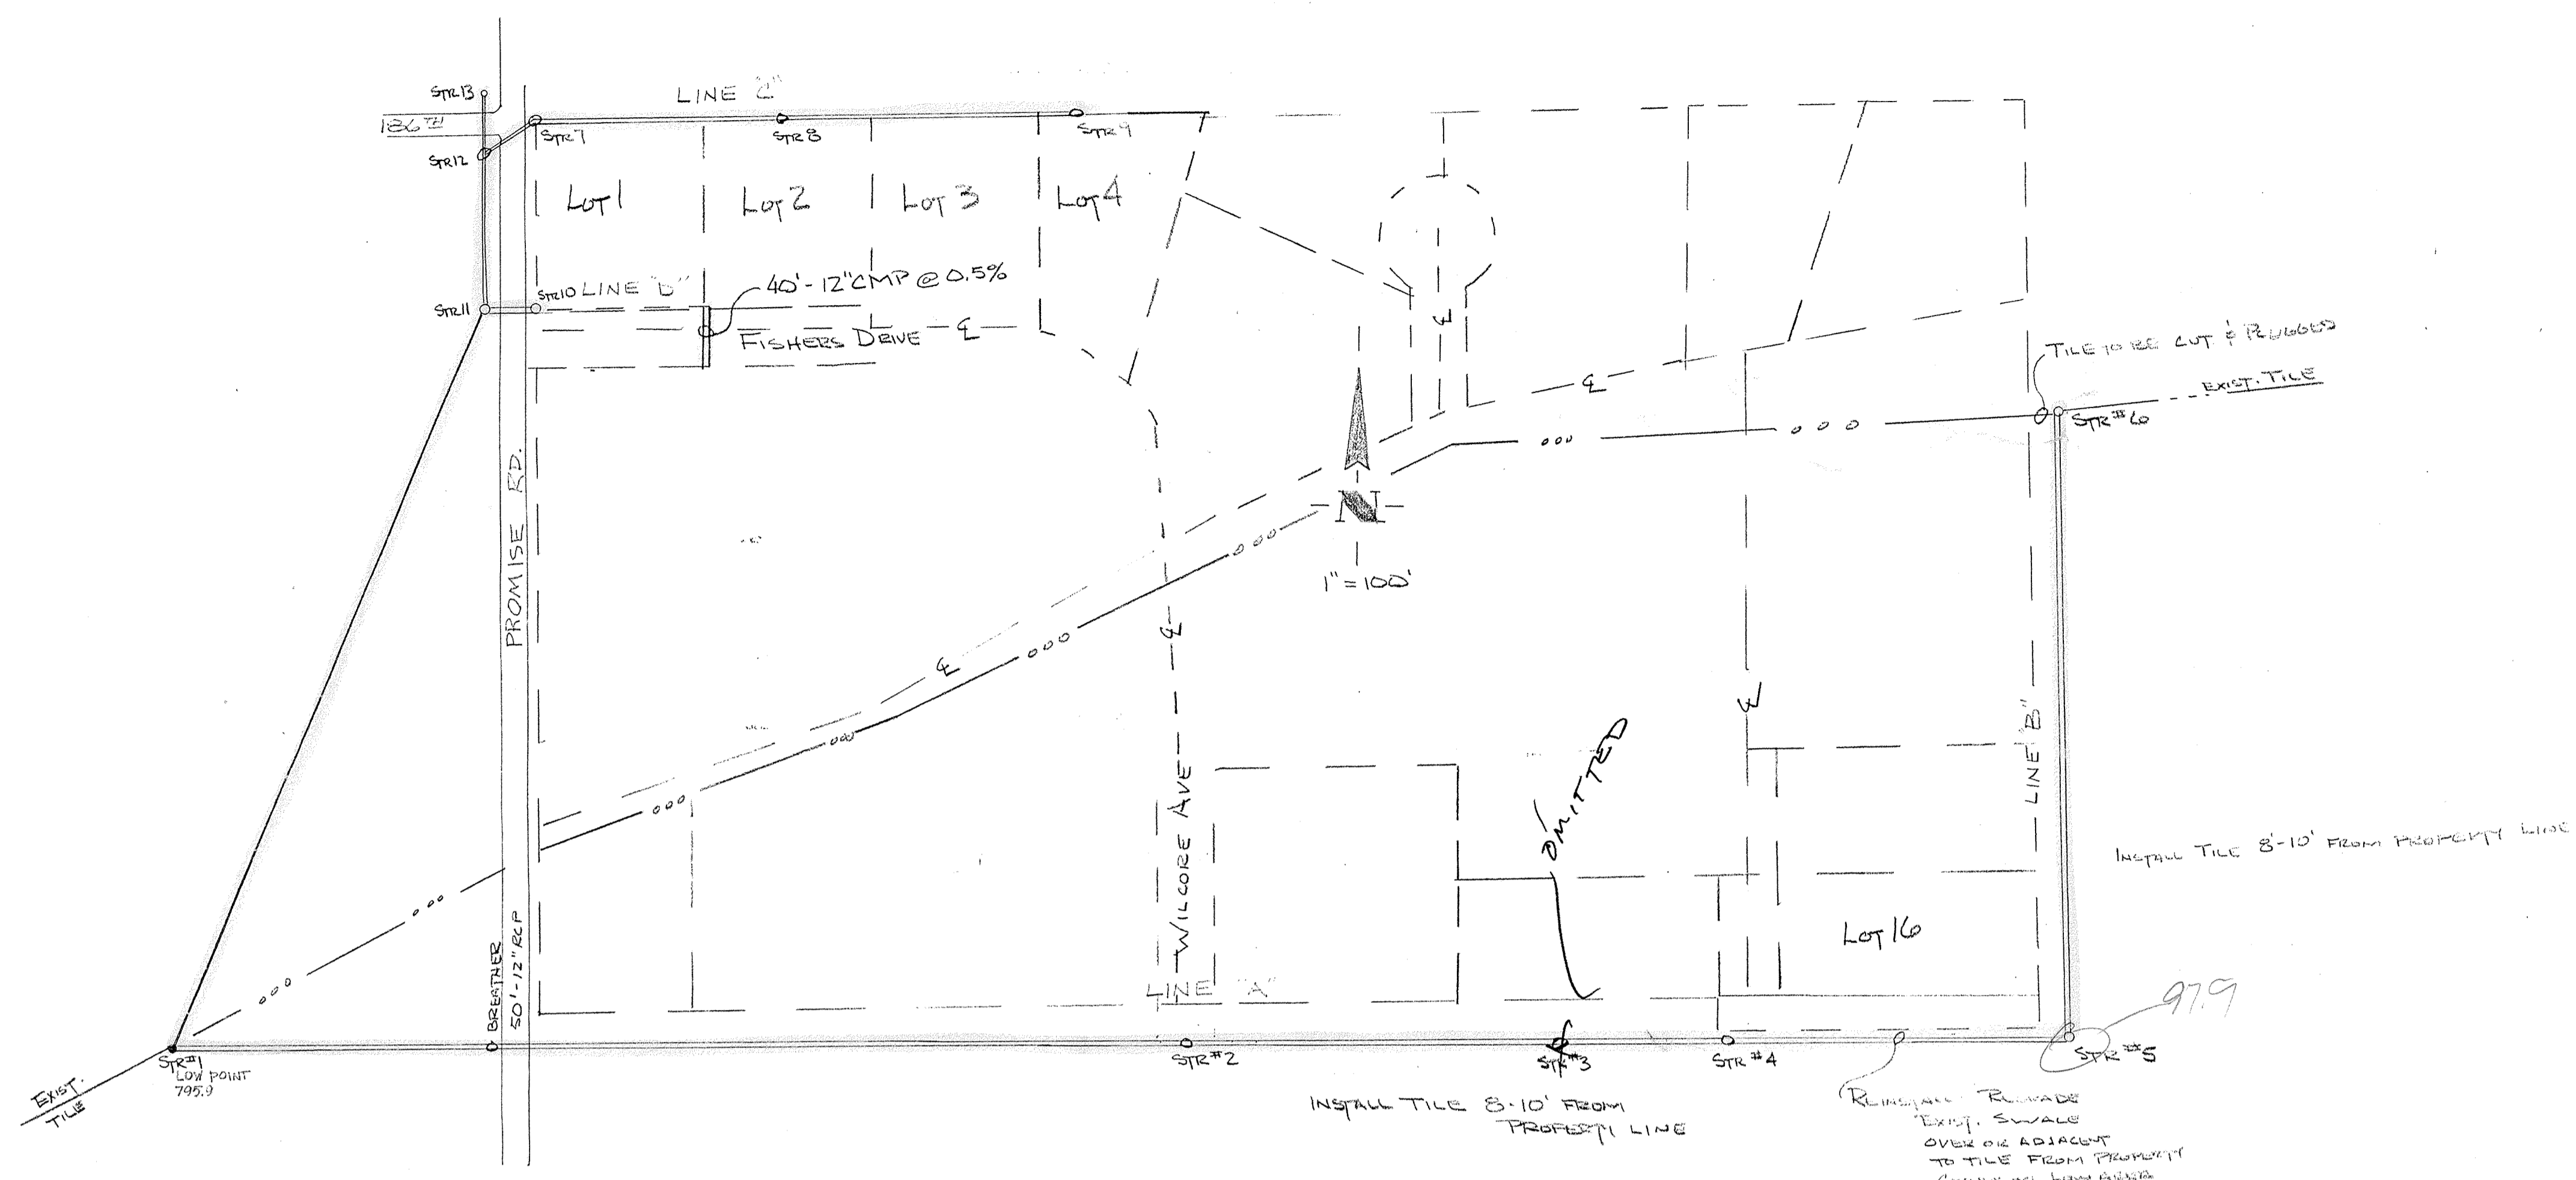 STR13
LINE "C"
186TH
STR7
STR8
STR9
STR12
LOT 1
LOT 2
LOT 3
LOT 4
STR11
STR10
LINE "D"
40'-12"CMP @ 0.5%
FISHERS DRIVE
℄
℄
℄
TILE TO BE CUT & PLUGGED
EXIST. TILE
STR#6
N
1"=100'
PROMISE RD.
℄
℄
℄
LINE "B"
OMITTED
WILCORE AVE
INSTALL TILE 8'-10' FROM PROPERTY LINE
LOT 16
BREATHER
50'-12"RCP
LINE "A"
97.9
STR#1
LOW POINT
795.9
STR#2
STR#3
STR#4
STR#5
EXIST.
TILE
INSTALL TILE 8-10' FROM
PROPERTY LINE
EXIST. SWALE
OVER OR ADJACENT
TO TILE FROM PROPERTY